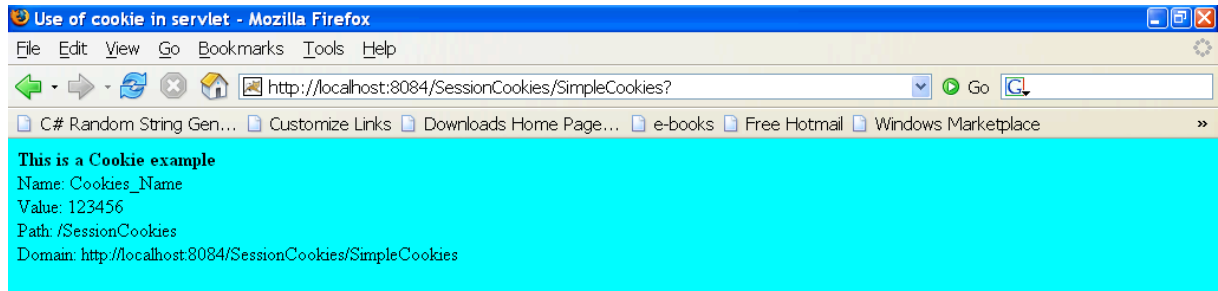 Use of cookie in servlet - Mozilla Firefox
File Edit View Go Bookmarks Tools Help
http://localhost:8084/SessionCookies/SimpleCookies? Go G
C# Random String Gen... Customize Links Downloads Home Page... e-books Free Hotmail Windows Marketplace »
This is a Cookie example
Name: Cookies_Name
Value: 123456
Path: /SessionCookies
Domain: http://localhost:8084/SessionCookies/SimpleCookies